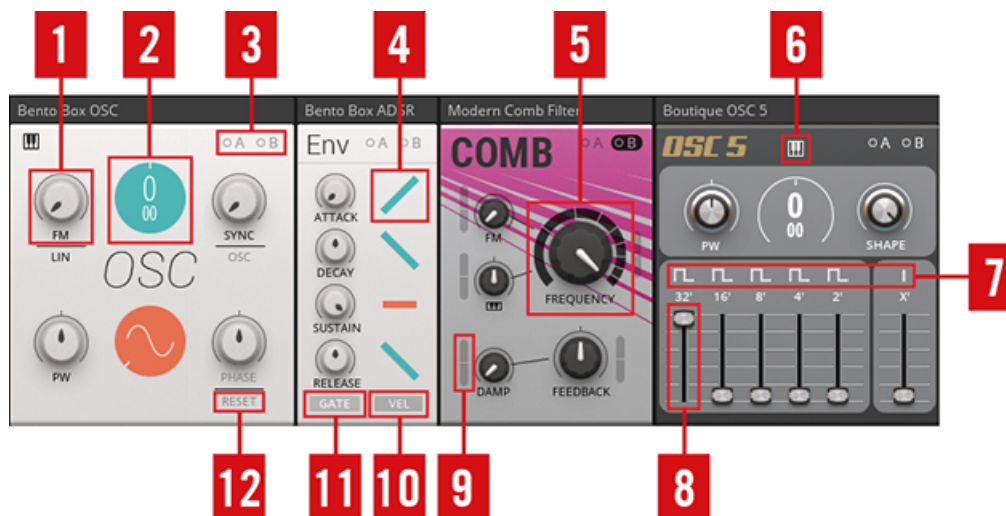 1 2 3 4 5 6
Bento Box OSC
Bento Box ADSR
Modern Comb Filter
Boutique OSC 5
A B
0
00
FM
LIN
SYNC
OSC
OSC
PW
PHASE
RESET
Env A B
ATTACK
DECAY
SUSTAIN
RELEASE
GATE VEL
COMB A B
FM
FREQUENCY
DAMP
FEEDBACK
OSC 5 A B
0
00
PW
SHAPE
32' 16' 8' 4' 2' X'
7
12 11 10 9 8